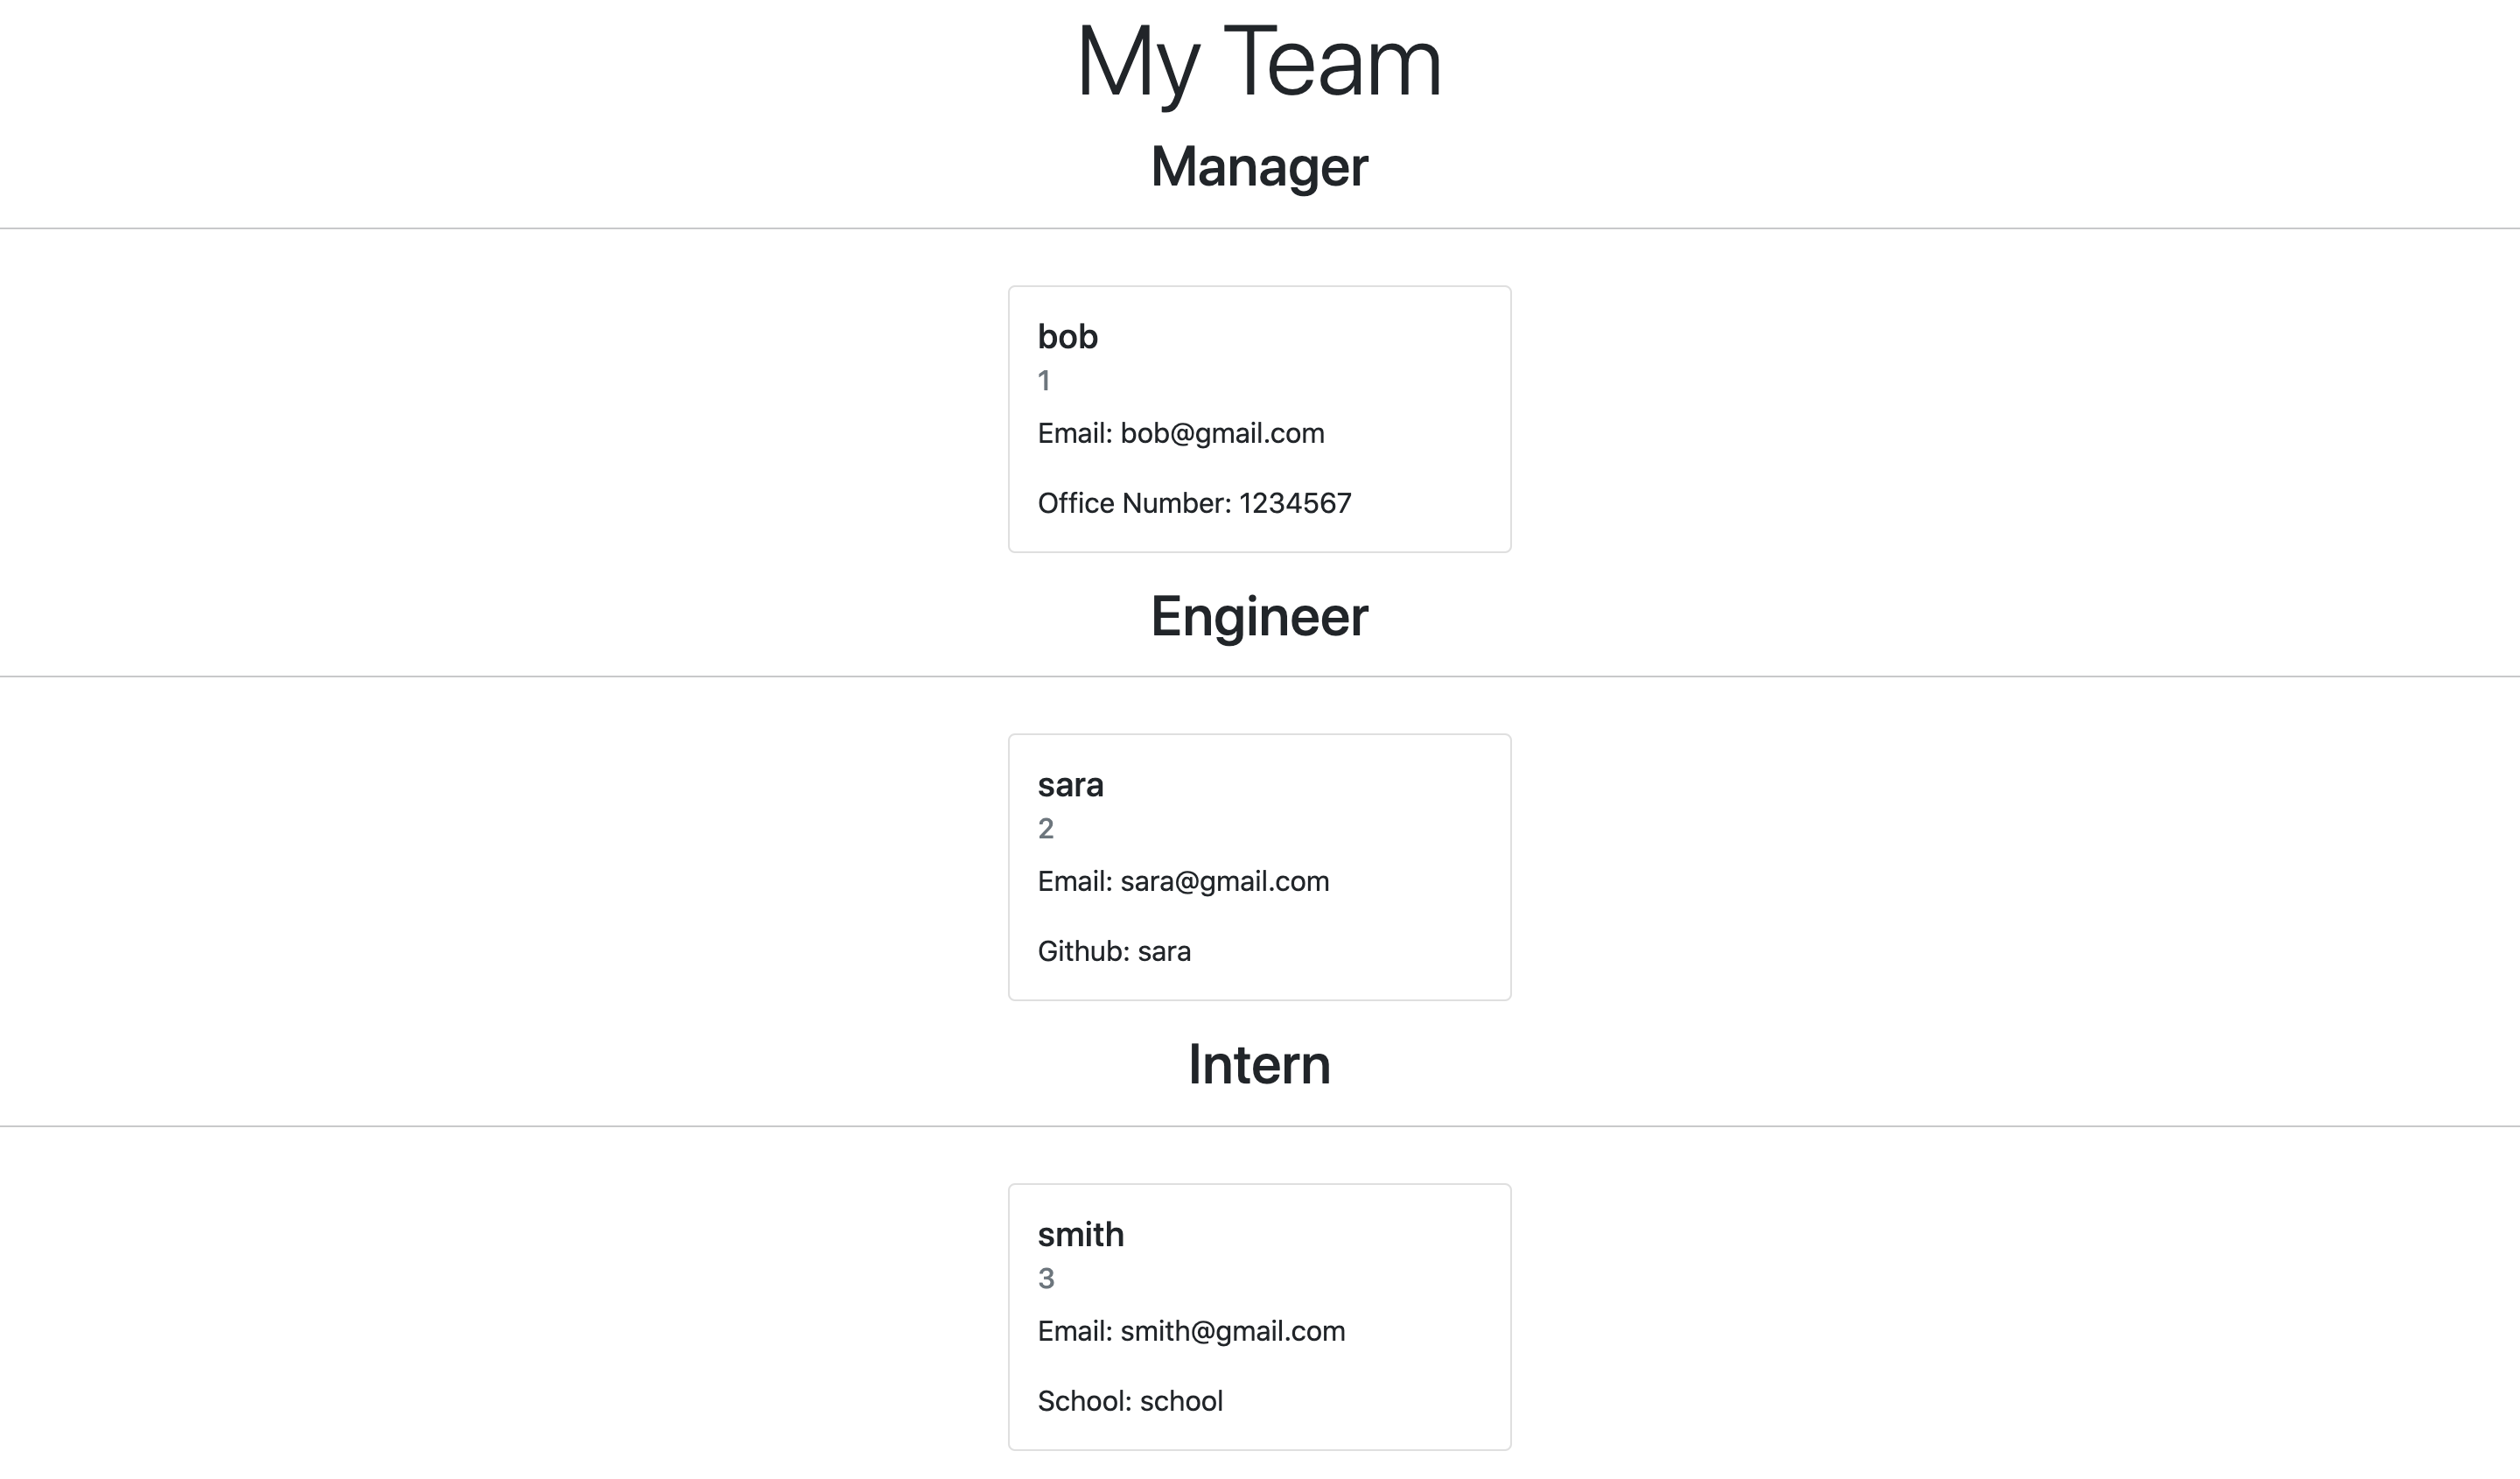 My Team
Manager
bob
1
Email: bob@gmail.com
Office Number: 1234567
Engineer
sara
2
Email: sara@gmail.com
Github: sara
Intern
smith
3
Email: smith@gmail.com
School: school